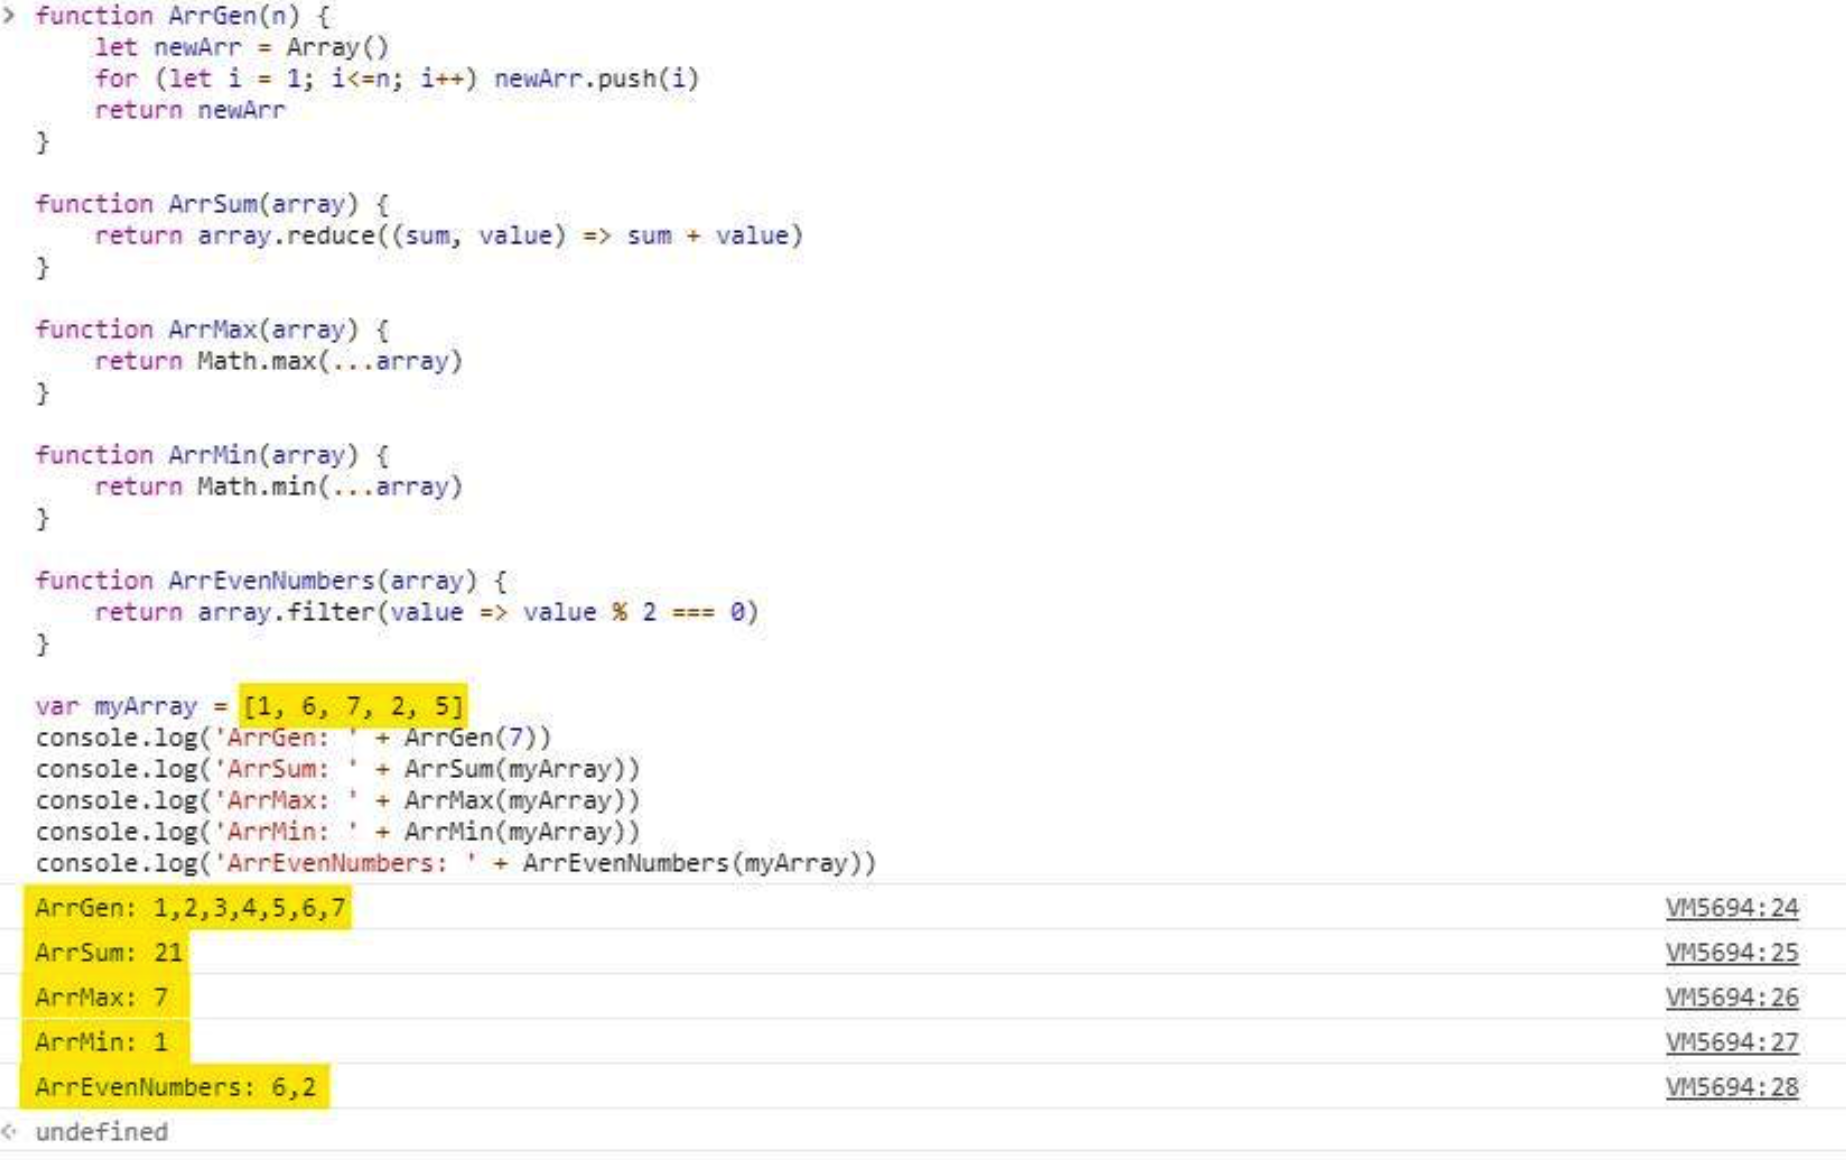 > function ArrGen(n) {
    let newArr = Array()
    for (let i = 1; i<=n; i++) newArr.push(i)
    return newArr
}
function ArrSum(array) {
    return array.reduce((sum, value) => sum + value)
}
function ArrMax(array) {
    return Math.max(...array)
}
function ArrMin(array) {
    return Math.min(...array)
}
function ArrEvenNumbers(array) {
    return array.filter(value => value % 2 === 0)
}
var myArray = [1, 6, 7, 2, 5]
console.log('ArrGen: ' + ArrGen(7))
console.log('ArrSum: ' + ArrSum(myArray))
console.log('ArrMax: ' + ArrMax(myArray))
console.log('ArrMin: ' + ArrMin(myArray))
console.log('ArrEvenNumbers: ' + ArrEvenNumbers(myArray))
ArrGen: 1,2,3,4,5,6,7 VM5694:24
ArrSum: 21 VM5694:25
ArrMax: 7 VM5694:26
ArrMin: 1 VM5694:27
ArrEvenNumbers: 6,2 VM5694:28
undefined